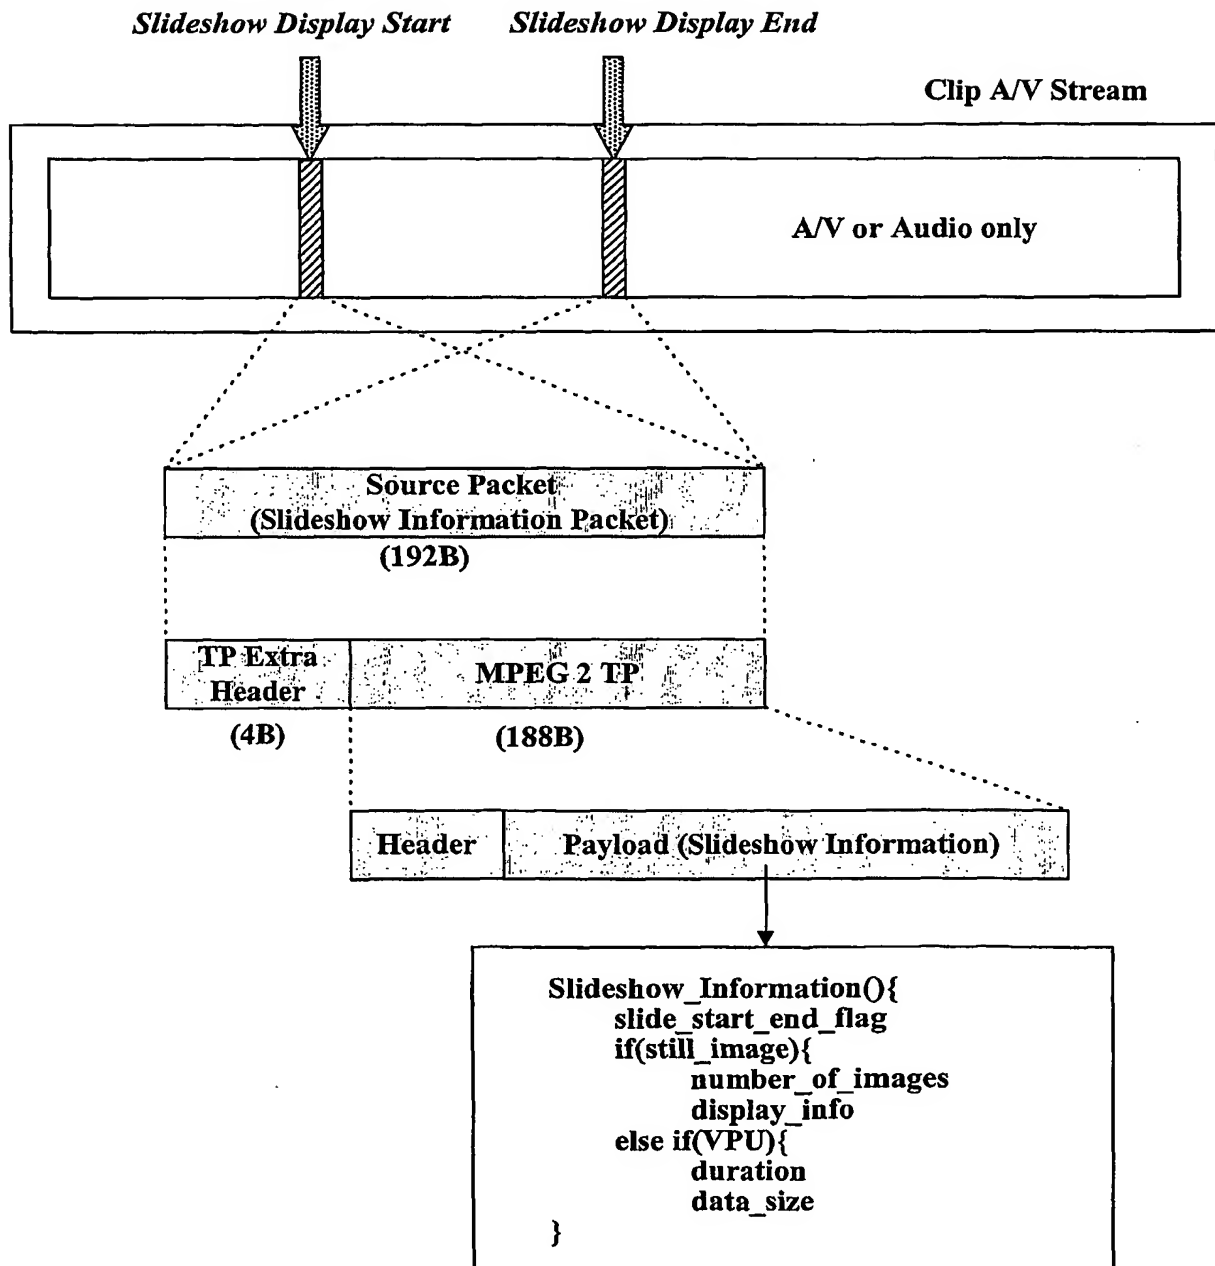 Slideshow Display Start
Slideshow Display End
Clip A/V Stream
A/V or Audio only
Source Packet
(Slideshow Information Packet)
(192B)
TP Extra
Header
MPEG 2 TP
(4B)
(188B)
Header
Payload (Slideshow Information)
Slideshow_Information(){
slide_start_end_flag
if(still_image){
number_of_images
display_info
else if(VPU){
duration
data_size
}